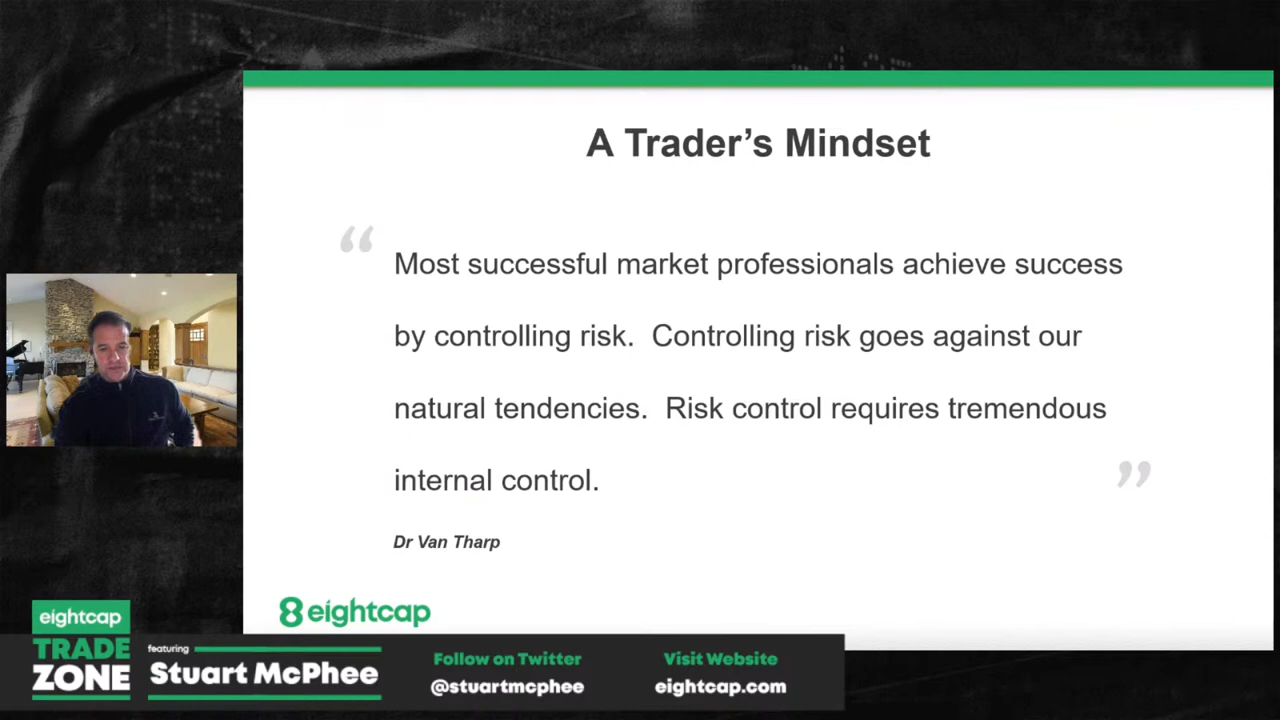 A Trader’s Mindset
“
Most successful market professionals achieve success
by controlling risk.  Controlling risk goes against our
natural tendencies.  Risk control requires tremendous
internal control.
”
Dr Van Tharp
8 eightcap
eightcap
TRADE
ZONE
featuring
Stuart McPhee
Follow on Twitter
@stuartmcphee
Visit Website
eightcap.com